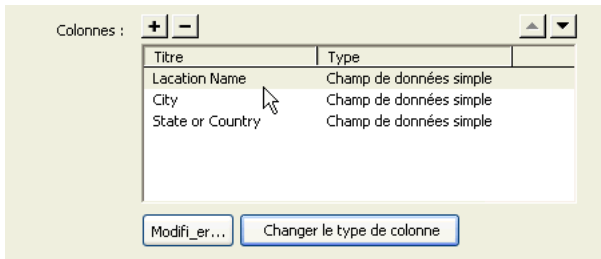 Colonnes :
Titre Type
Lacation Name Champ de données simple
City Champ de données simple
State or Country Champ de données simple
Modifi_er... Changer le type de colonne